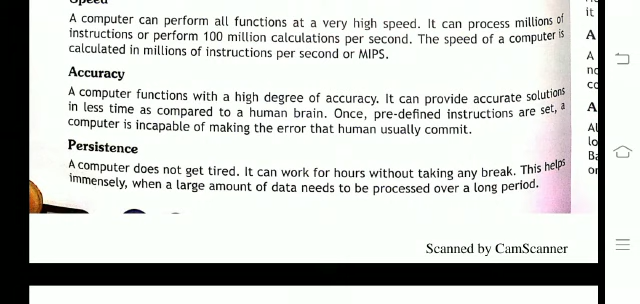 Speed
A computer can perform all functions at a very high speed. It can process millions of
instructions or perform 100 million calculations per second. The speed of a computer is
calculated in millions of instructions per second or MIPS.
Accuracy
A computer functions with a high degree of accuracy. It can provide accurate solutions
in less time as compared to a human brain. Once, pre-defined instructions are set, a
computer is incapable of making the error that human usually commit.
Persistence
A computer does not get tired. It can work for hours without taking any break. This helps
immensely, when a large amount of data needs to be processed over a long period.
it
A
A
A
Scanned by CamScanner